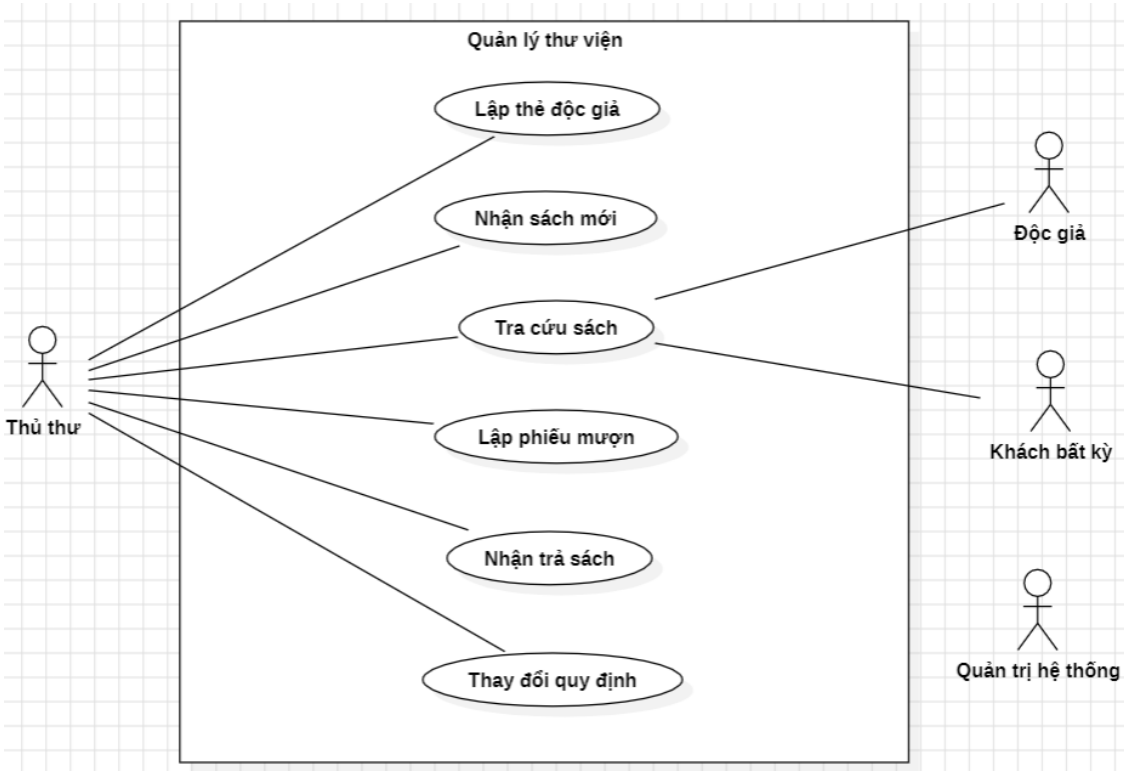 Quản lý thư viện
Lập thẻ độc giả
Nhận sách mới
Tra cứu sách
Lập phiếu mượn
Nhận trả sách
Thay đổi quy định
Thủ thư
Độc giả
Khách bất kỳ
Quản trị hệ thống